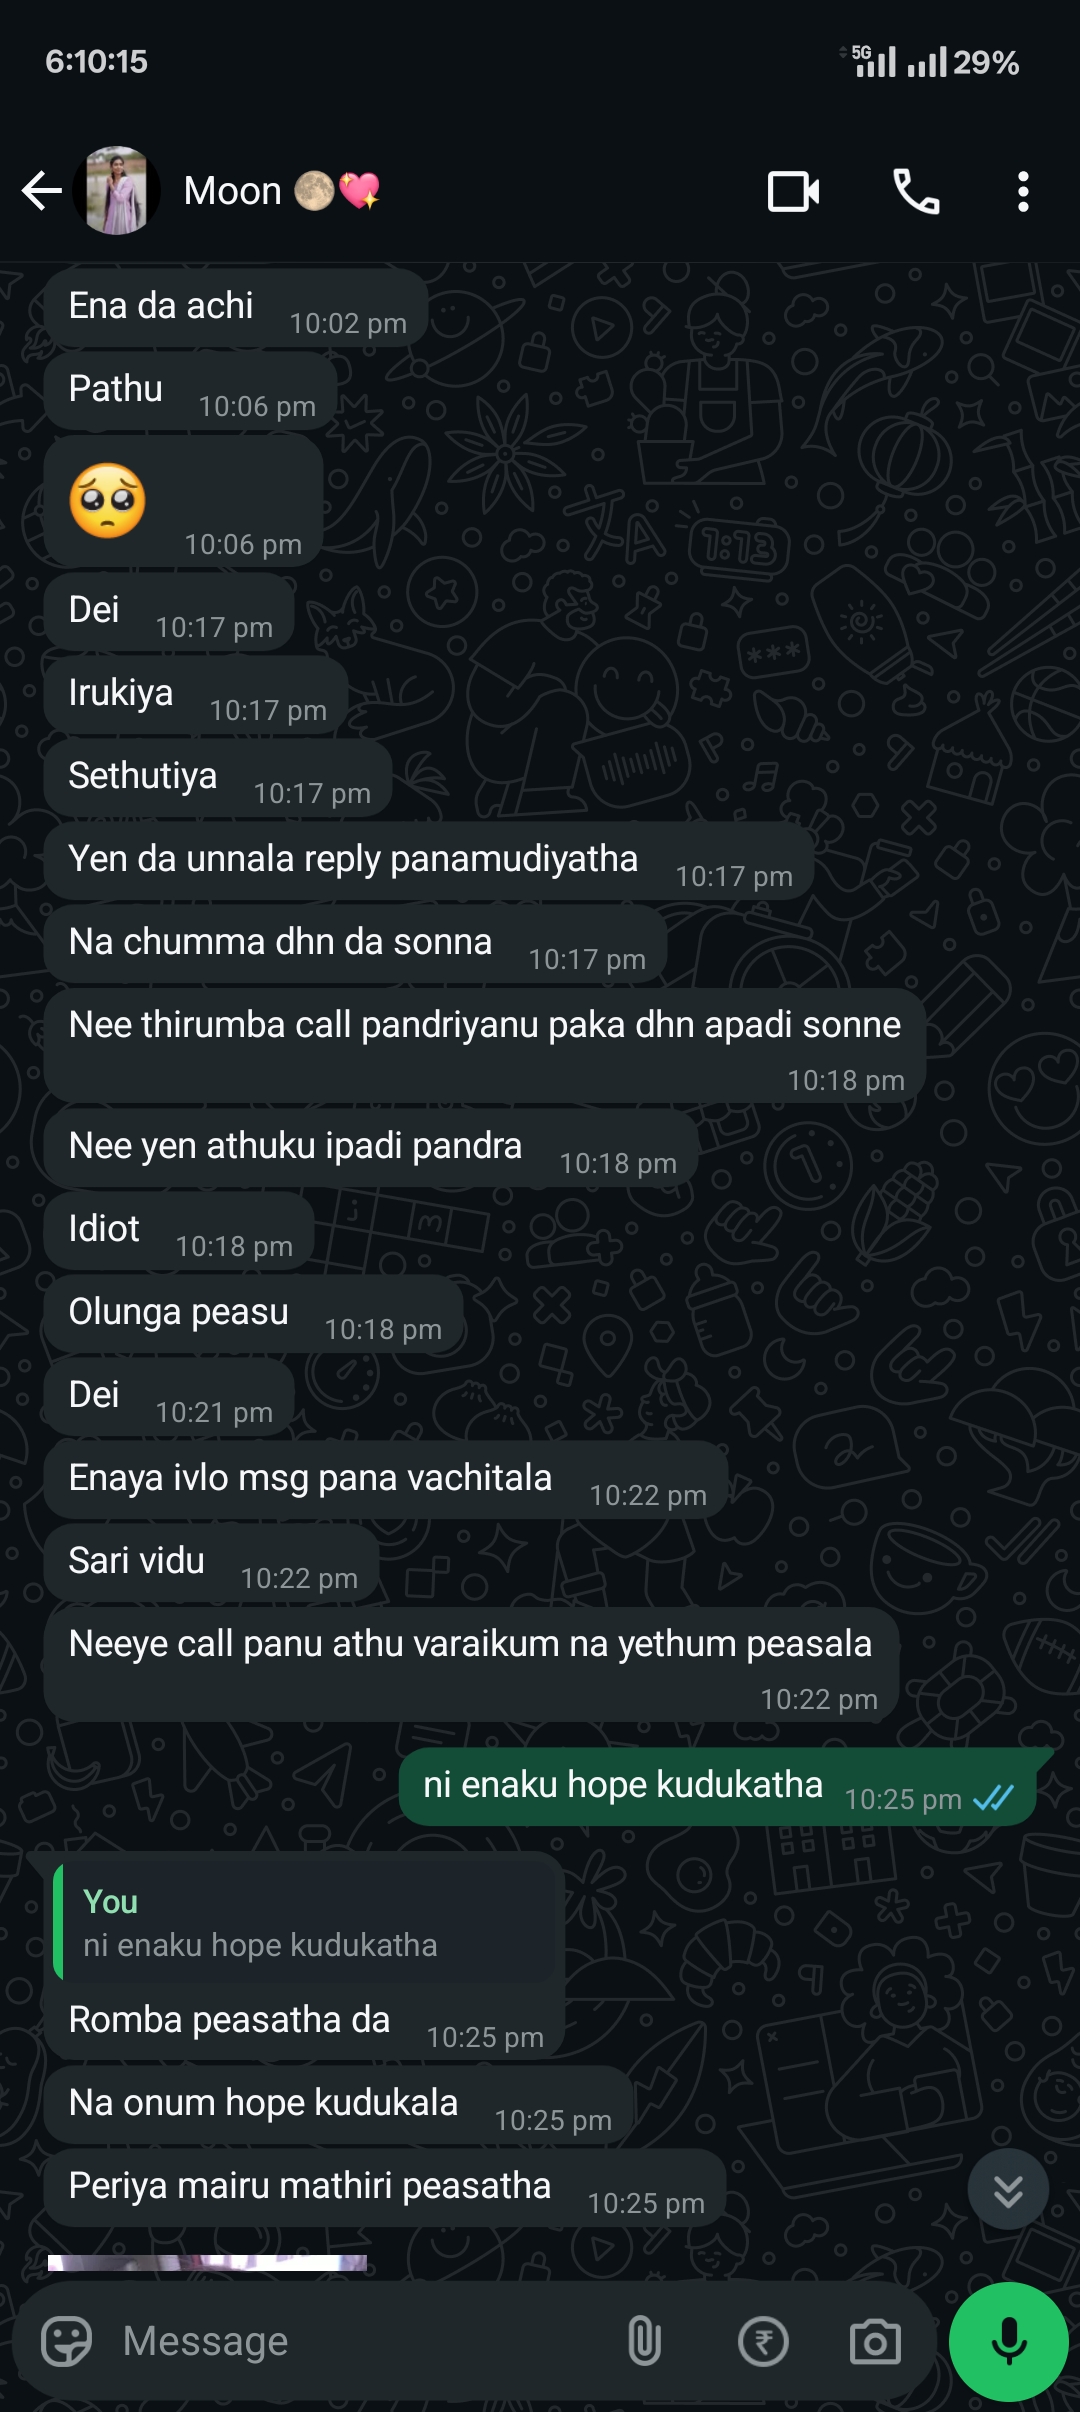 6:10:15
5G 29%
Moon 🌕💖
Ena da achi 10:02 pm
Pathu 10:06 pm
🥺 10:06 pm
Dei 10:17 pm
Irukiya 10:17 pm
Sethutiya 10:17 pm
Yen da unnala reply panamudiyatha 10:17 pm
Na chumma dhn da sonna 10:17 pm
Nee thirumba call pandriyanu paka dhn apadi sonne
10:18 pm
Nee yen athuku ipadi pandra 10:18 pm
Idiot 10:18 pm
Olunga peasu 10:18 pm
Dei 10:21 pm
Enaya ivlo msg pana vachitala 10:22 pm
Sari vidu 10:22 pm
Neeye call panu athu varaikum na yethum peasala
10:22 pm
ni enaku hope kudukatha 10:25 pm
You
ni enaku hope kudukatha
Romba peasatha da 10:25 pm
Na onum hope kudukala 10:25 pm
Periya mairu mathiri peasatha 10:25 pm
Message